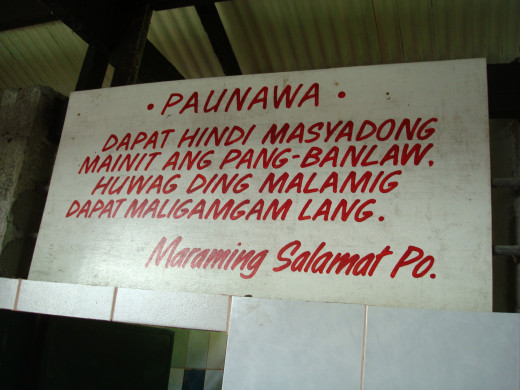 • PAUNAWA •
DAPAT HINDI MASYADONG
MAINIT ANG PANG-BANLAW.
HUWAG DING MALAMIG
DAPAT MALIGAMGAM LANG.
Maraming Salamat Po.